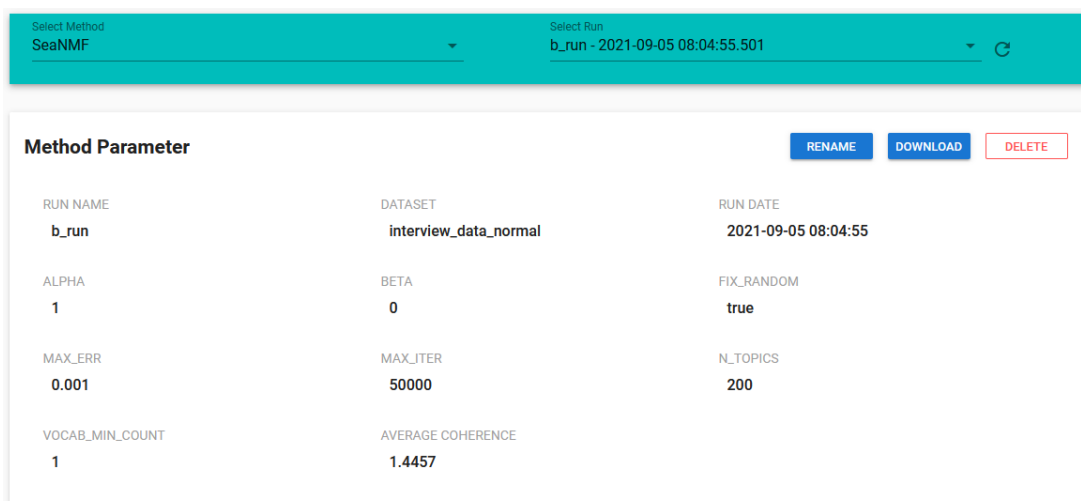 Select Method
SeaNMF
Select Run
b_run - 2021-09-05 08:04:55.501
Method Parameter
RENAME
DOWNLOAD
DELETE
RUN NAME
b_run
DATASET
interview_data_normal
RUN DATE
2021-09-05 08:04:55
ALPHA
1
BETA
0
FIX_RANDOM
true
MAX_ERR
0.001
MAX_ITER
50000
N_TOPICS
200
VOCAB_MIN_COUNT
1
AVERAGE COHERENCE
1.4457